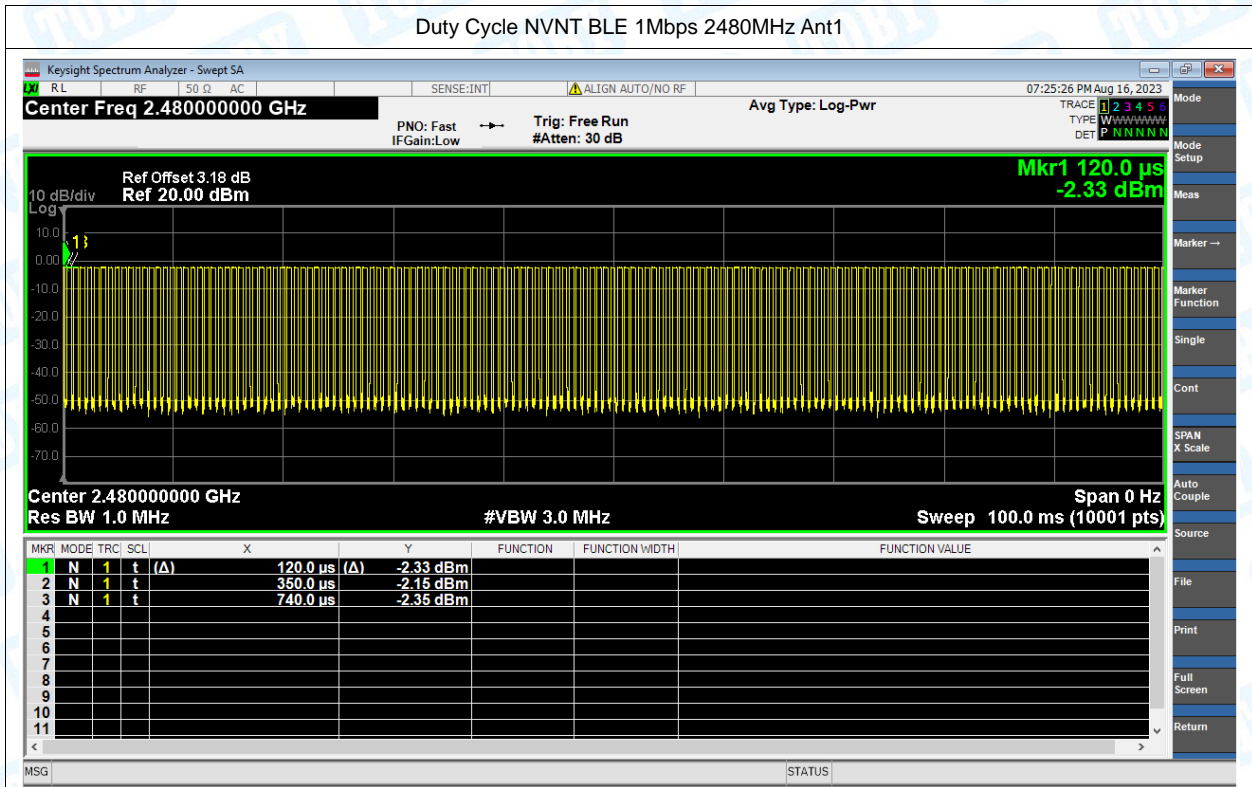 Duty Cycle NVNT BLE 1Mbps 2480MHz Ant1
Keysight Spectrum Analyzer - Swept SA
LXI RL RF 50 Ω AC SENSE:INT ALIGN AUTO/NO RF 07:25:26 PM Aug 16, 2023
Center Freq 2.480000000 GHz
Avg Type: Log-Pwr
TRACE 1 2 3 4 5 6
TYPE WWWWWWW
DET P N N N N N
PNO: Fast
IFGain:Low
Trig: Free Run
#Atten: 30 dB
Mkr1 120.0 µs
-2.33 dBm
Ref Offset 3.18 dB
Ref 20.00 dBm
10 dB/div
Log
10.0
0.00
-10.0
-20.0
-30.0
-40.0
-50.0
-60.0
-70.0
1
3
Center 2.480000000 GHz Span 0 Hz
Res BW 1.0 MHz #VBW 3.0 MHz Sweep 100.0 ms (10001 pts)
MKR MODE TRC SCL X Y FUNCTION FUNCTION WIDTH FUNCTION VALUE
1 N 1 t (Δ) 120.0 µs (Δ) -2.33 dBm
2 N 1 t 350.0 µs -2.15 dBm
3 N 1 t 740.0 µs -2.35 dBm
4
5
6
7
8
9
10
11
MSG STATUS
Mode
Mode
Setup
Meas
Marker →
Marker
Function
Single
Cont
SPAN
X Scale
Auto
Couple
Source
File
Print
Full
Screen
Return
TOBY